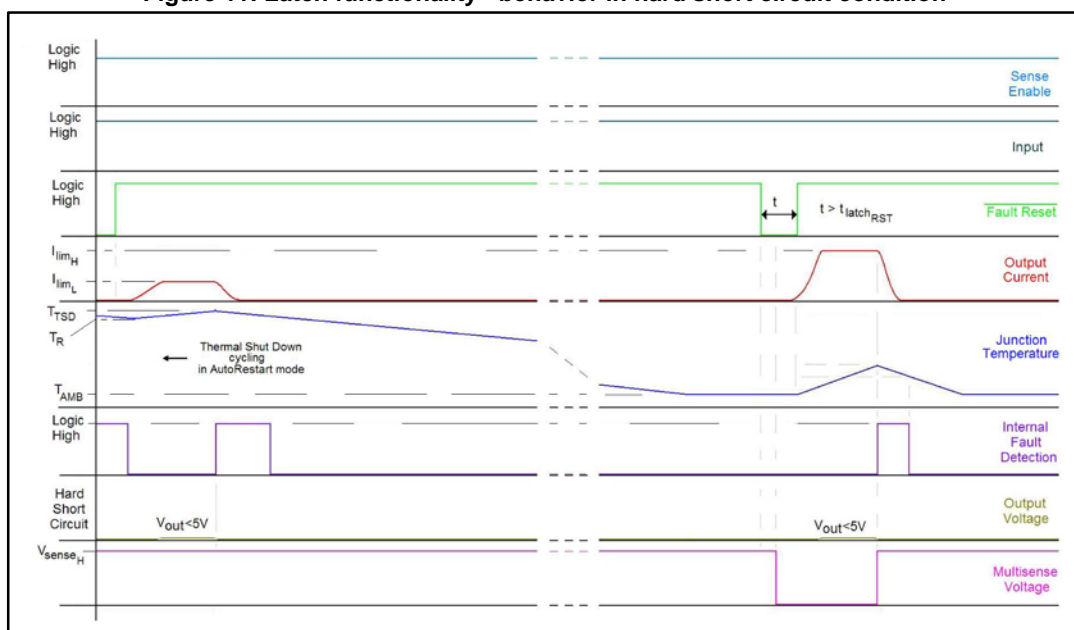 Latch functionality - behavior in hard short circuit condition
Logic High
Sense Enable
Logic High
Input
Logic High
t
t > tlatchRST
Fault Reset
IlimH
Output Current
IlimL
TTSD
TR
Thermal Shut Down
cycling
in AutoRestart mode
Junction Temperature
TAMB
Logic High
Internal Fault Detection
Hard Short Circuit
Vout<5V
Vout<5V
Output Voltage
VsenseH
Multisense Voltage